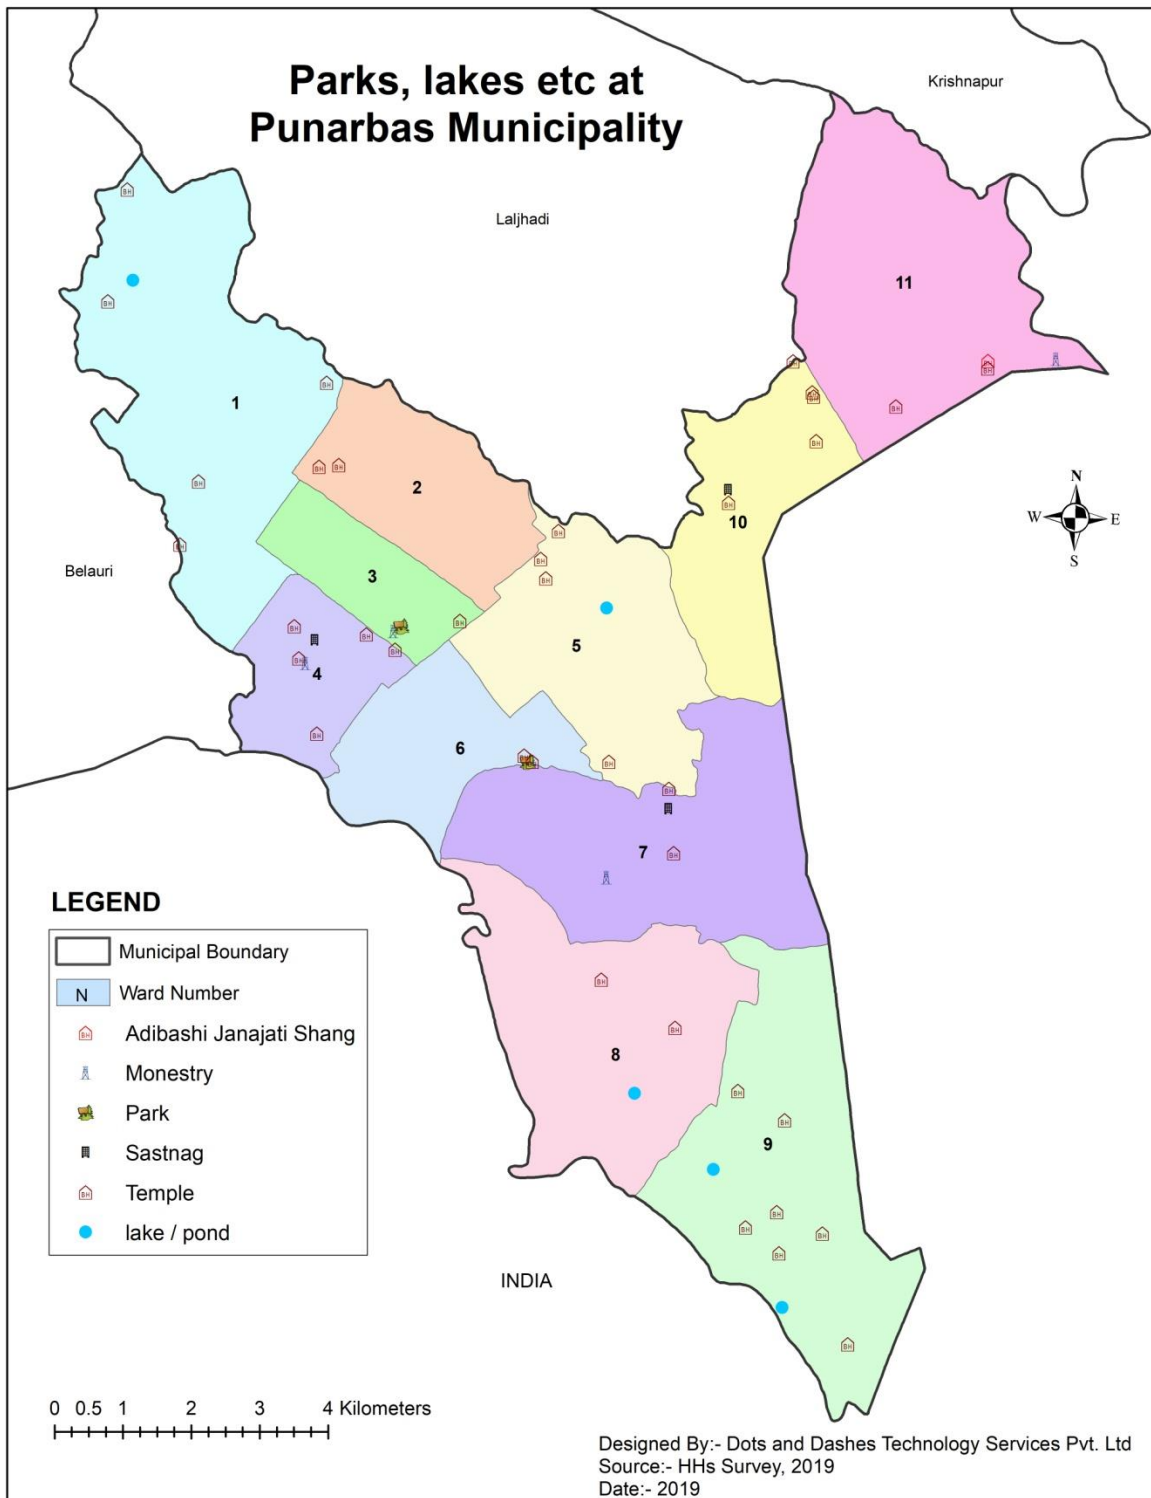 Parks, lakes etc at
Punarbas Municipality
Krishnapur
Laljhadi
11
1
2
10
3
Belauri
5
4
6
7
8
9
N
W
E
S
LEGEND
Municipal Boundary
N Ward Number
BH Adibashi Janajati Shang
Monestry
Park
Sastnag
BH Temple
lake / pond
INDIA
0 0.5 1 2 3 4 Kilometers
Designed By:- Dots and Dashes Technology Services Pvt. Ltd
Source:- HHs Survey, 2019
Date:- 2019